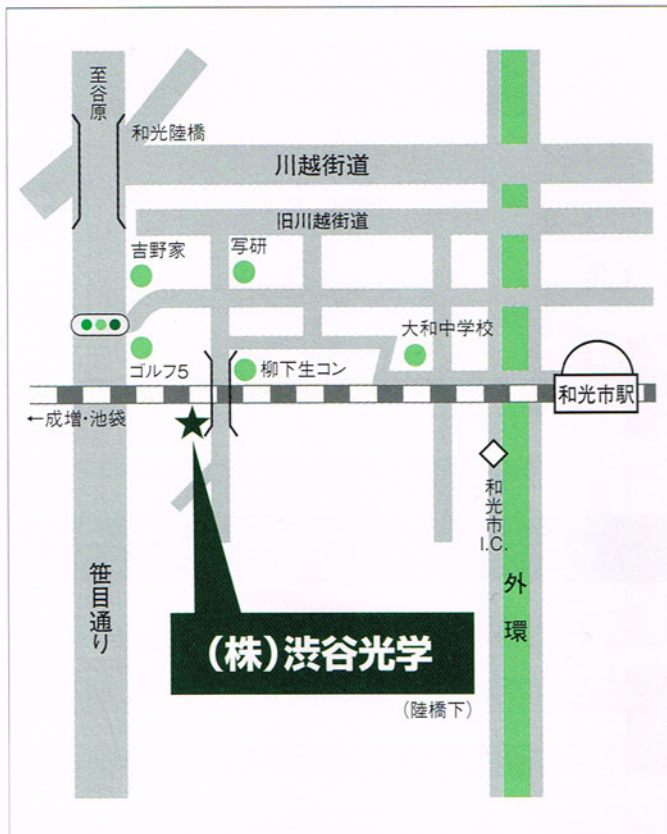 至谷原
和光陸橋
川越街道
旧川越街道
吉野家
写研
大和中学校
ゴルフ5
柳下生コン
和光市駅
←成増・池袋
和光市I.C.
笹目通り
外環
(株)渋谷光学
(陸橋下)